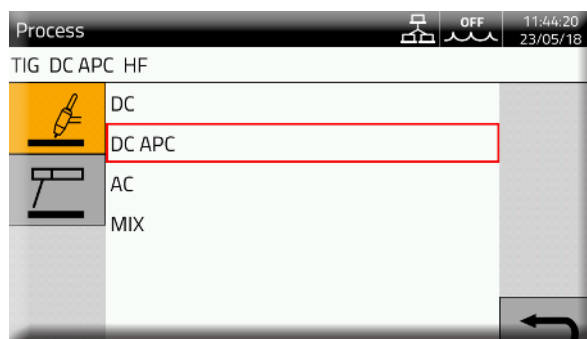 Process
OFF
11:44:20
23/05/18
TIG DC APC HF
DC
DC APC
AC
MIX